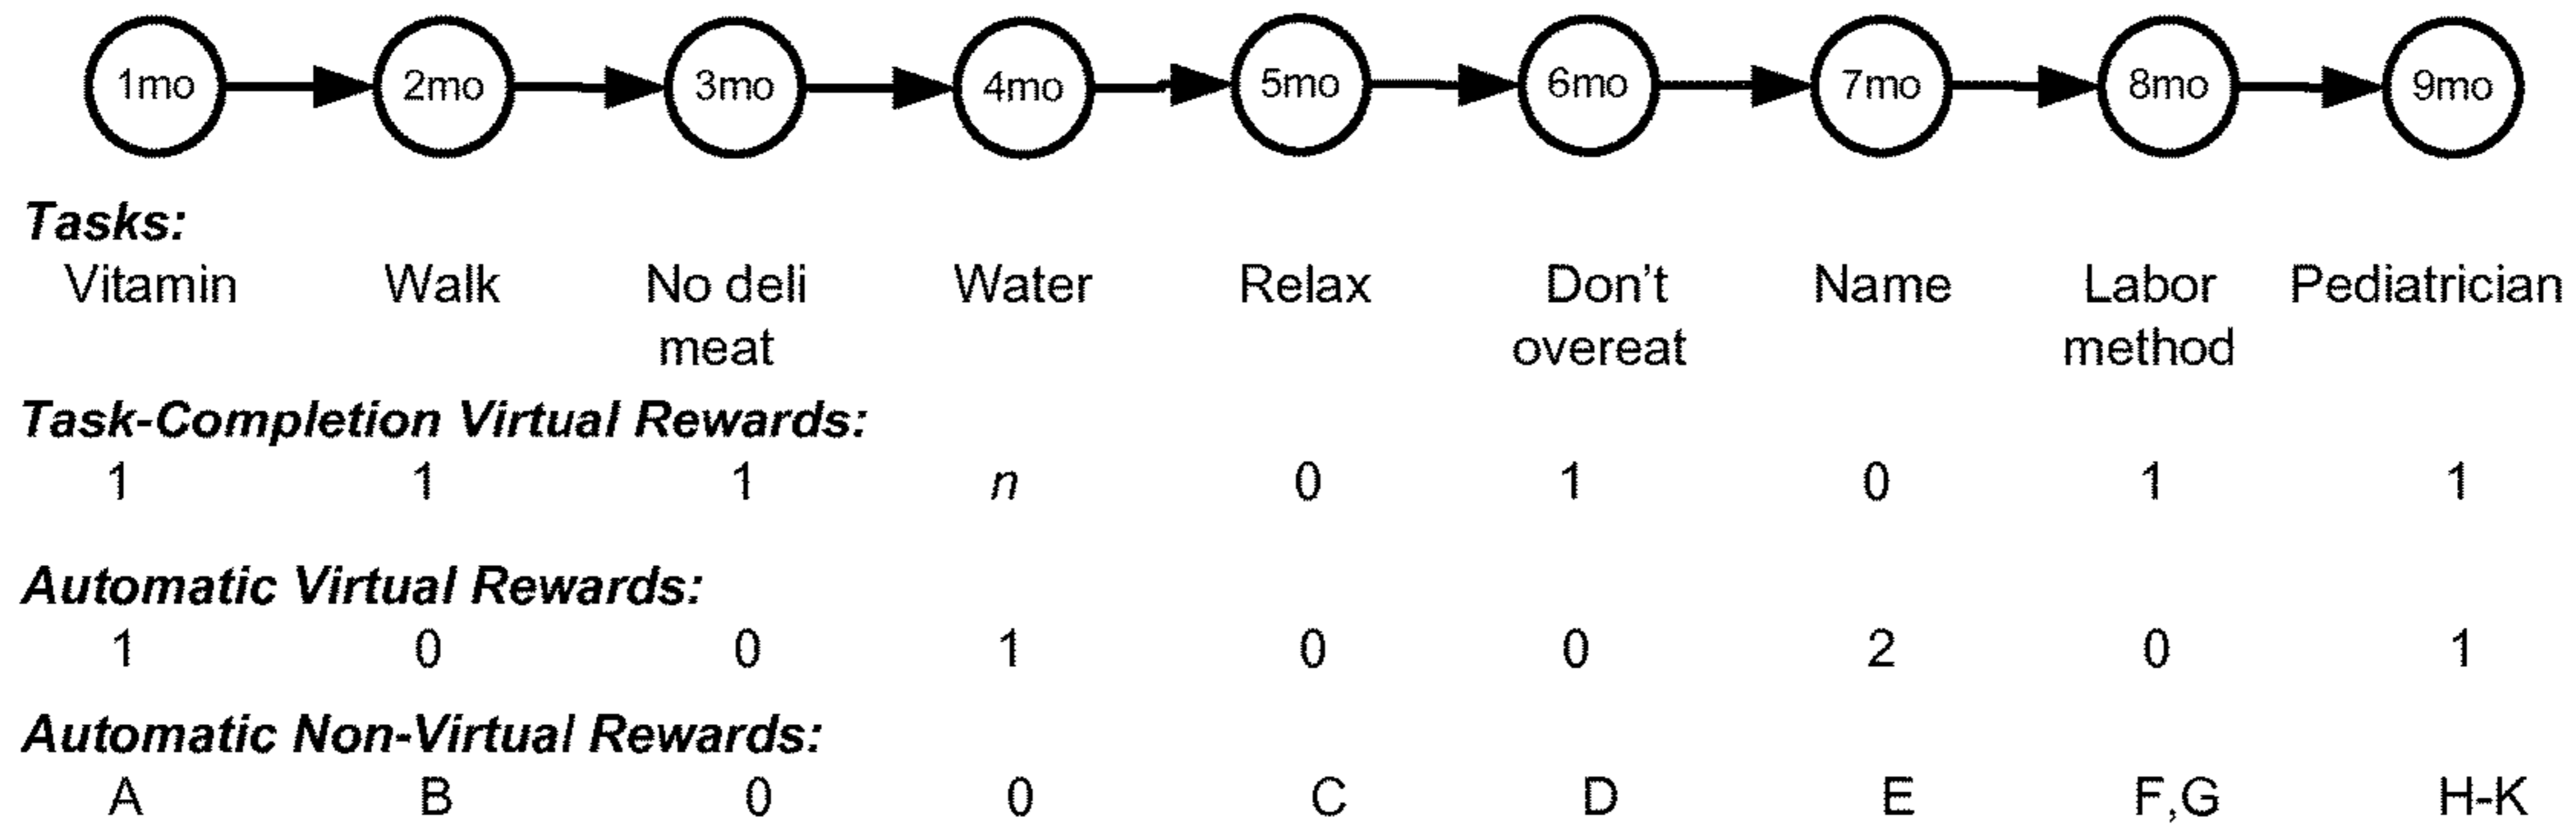 1mo 2mo 3mo 4mo 5mo 6mo 7mo 8mo 9mo
Tasks:
Vitamin Walk No deli Water Relax Don't Name Labor Pediatrician
meat overeat method
Task-Completion Virtual Rewards:
1 1 1 n 0 1 0 1 1
Automatic Virtual Rewards:
1 0 0 1 0 0 2 0 1
Automatic Non-Virtual Rewards:
A B 0 0 C D E F,G H-K